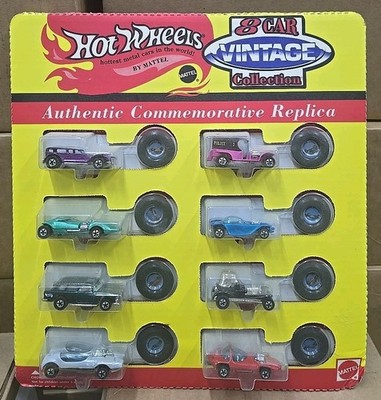 Hot Wheels
hottest metal cars in the world!
BY MATTEL
MATTEL
8 CAR
VINTAGE
Collection
Authentic Commemorative Replica
POLICE
MATTEL